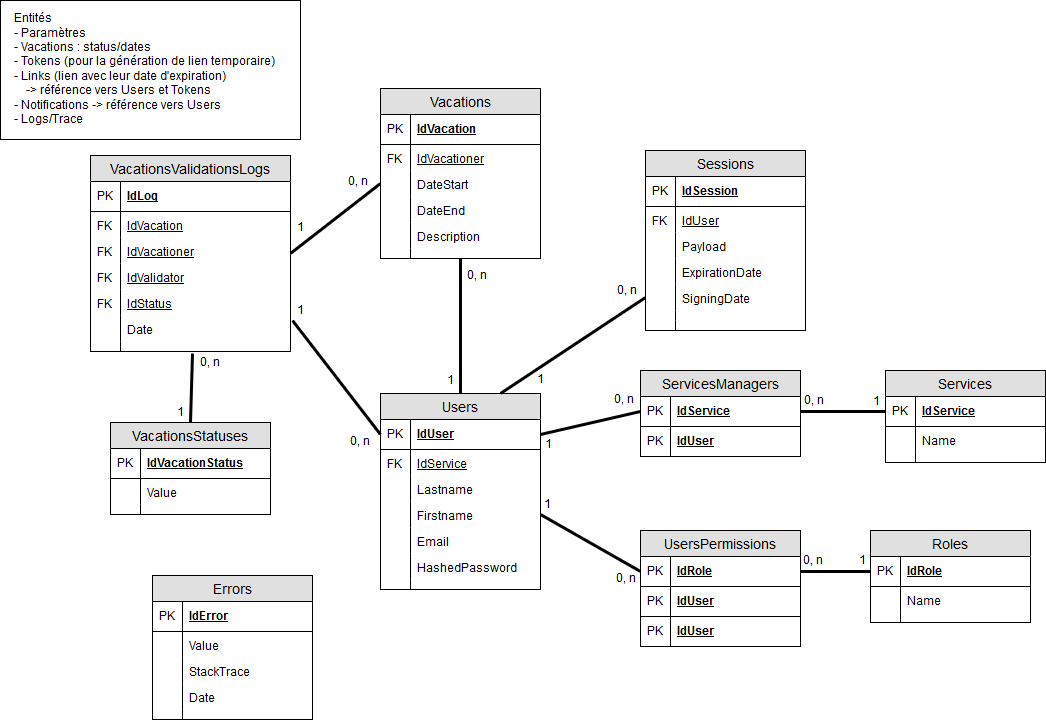 Entités
- Paramètres
- Vacations : status/dates
- Tokens (pour la génération de lien temporaire)
- Links (lien avec leur date d'expiration)
-> référence vers Users et Tokens
- Notifications -> référence vers Users
- Logs/Trace
Vacations
PK IdVacation
FK IdVacationer
DateStart
DateEnd
Description
VacationsValidationsLogs
PK IdLog
FK IdVacation
FK IdVacationer
FK IdValidator
FK IdStatus
Date
Sessions
PK IdSession
FK IdUser
Payload
ExpirationDate
SigningDate
0, n
1
0, n
1
0, n
0, n
1
1
1
0, n
VacationsStatuses
PK IdVacationStatus
Value
Users
PK IdUser
FK IdService
Lastname
Firstname
Email
HashedPassword
0, n
1
ServicesManagers
PK IdService
PK IdUser
0, n
1
Services
PK IdService
Name
1
0, n
UsersPermissions
PK IdRole
PK IdUser
PK IdUser
0, n
1
Roles
PK IdRole
Name
Errors
PK IdError
Value
StackTrace
Date